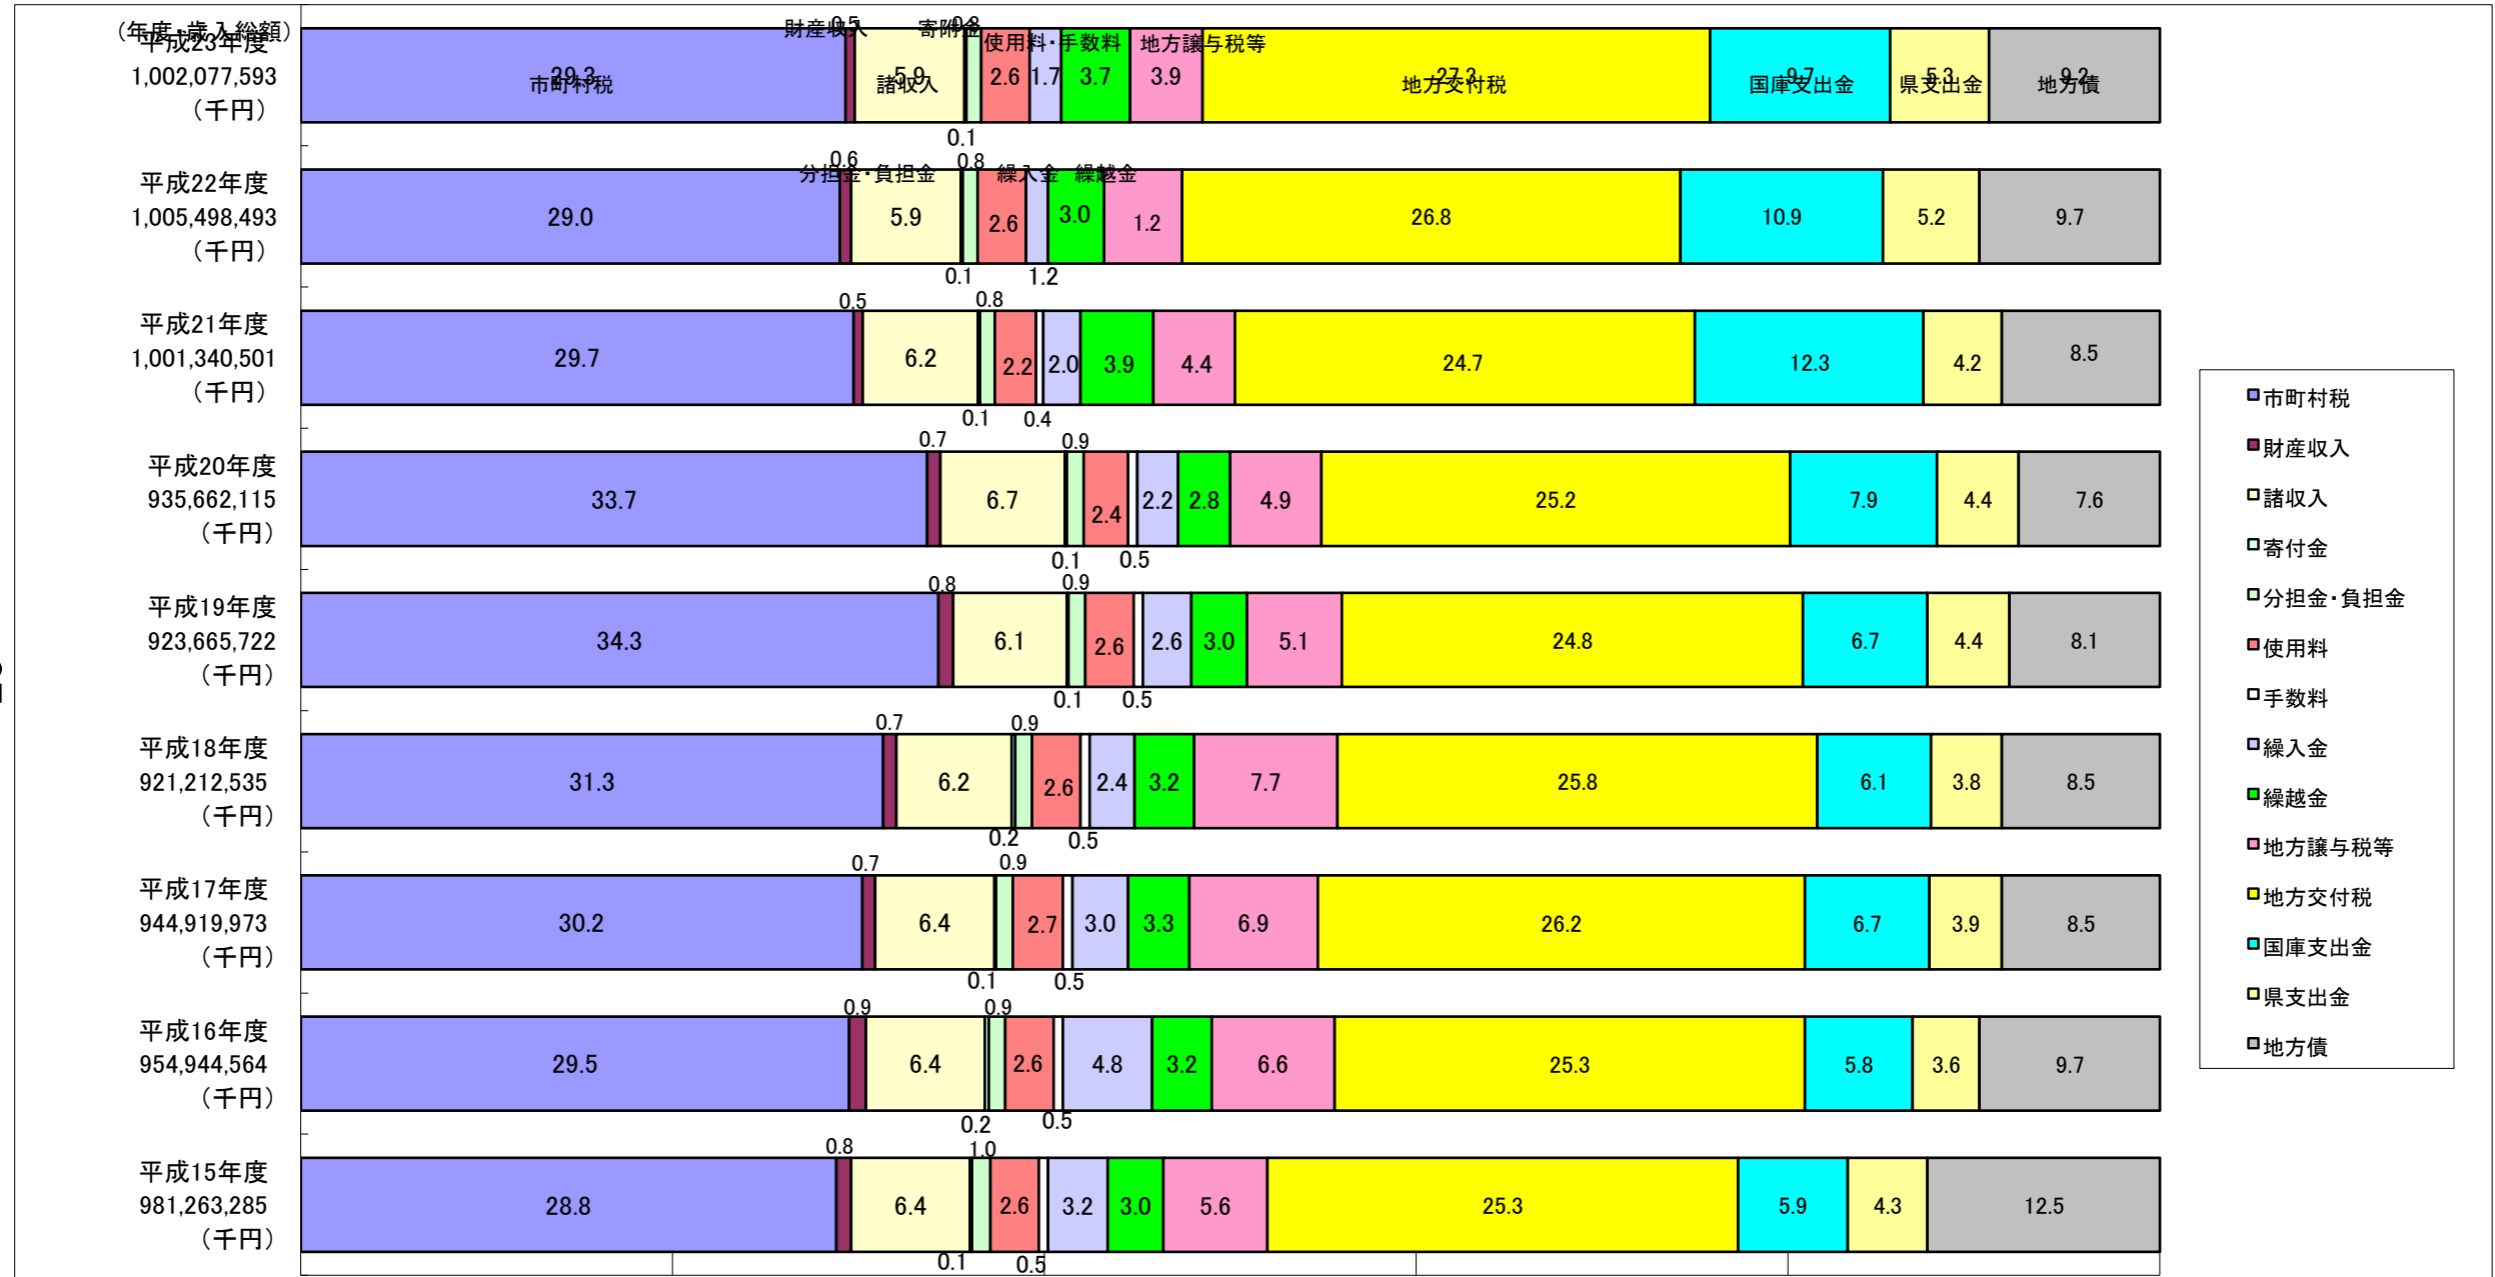 （年度・歳入総額）
平成23年度
1,002,077,593
（千円）
財産収入
寄附金
使用料・手数料
地方譲与税等
市町村税
諸収入
地方交付税
国庫支出金
県支出金
地方債
0.5
0.8
29.3
5.9
2.6
1.7
3.7
3.9
27.3
9.7
5.3
9.2
0.1
分担金・負担金
繰入金
繰越金
平成22年度
1,005,498,493
（千円）
0.6
0.8
29.0
5.9
2.6
3.0
1.2
26.8
10.9
5.2
9.7
0.1
1.2
平成21年度
1,001,340,501
（千円）
0.5
0.8
29.7
6.2
2.2
2.0
3.9
4.4
24.7
12.3
4.2
8.5
0.1
0.4
平成20年度
935,662,115
（千円）
0.7
0.9
33.7
6.7
2.4
2.2
2.8
4.9
25.2
7.9
4.4
7.6
0.1
0.5
平成19年度
923,665,722
（千円）
0.8
0.9
34.3
6.1
2.6
2.6
3.0
5.1
24.8
6.7
4.4
8.1
0.1
0.5
平成18年度
921,212,535
（千円）
0.7
0.9
31.3
6.2
2.6
2.4
3.2
7.7
25.8
6.1
3.8
8.5
0.2
0.5
平成17年度
944,919,973
（千円）
0.7
0.9
30.2
6.4
2.7
3.0
3.3
6.9
26.2
6.7
3.9
8.5
0.1
0.5
平成16年度
954,944,564
（千円）
0.9
0.9
29.5
6.4
2.6
4.8
3.2
6.6
25.3
5.8
3.6
9.7
0.2
0.5
平成15年度
981,263,285
（千円）
0.8
1.0
28.8
6.4
2.6
3.2
3.0
5.6
25.3
5.9
4.3
12.5
0.1
0.5
市町村税
財産収入
諸収入
寄付金
分担金・負担金
使用料
手数料
繰入金
繰越金
地方譲与税等
地方交付税
国庫支出金
県支出金
地方債